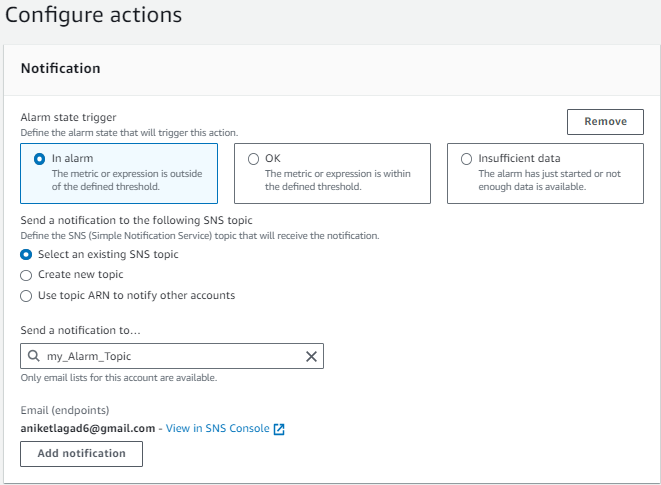 Configure actions
Notification
Alarm state trigger
Define the alarm state that will trigger this action.
Remove
In alarm
The metric or expression is outside
of the defined threshold.
OK
The metric or expression is within
the defined threshold.
Insufficient data
The alarm has just started or not
enough data is available.
Send a notification to the following SNS topic
Define the SNS (Simple Notification Service) topic that will receive the notification.
Select an existing SNS topic
Create new topic
Use topic ARN to notify other accounts
Send a notification to...
my_Alarm_Topic
Only email lists for this account are available.
Email (endpoints)
aniketlagad6@gmail.com - View in SNS Console
Add notification